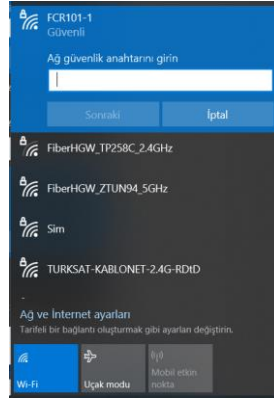 FCR101-1
Güvenli
Ağ güvenlik anahtarını girin
Sonraki
İptal
FiberHGW_TP258C_2.4GHz
FiberHGW_ZTUN94_5GHz
Sim
TURKSAT-KABLONET-2.4G-RDtD
Ağ ve İnternet ayarları
Tarifeli bir bağlantı oluşturmak gibi ayarları değiştirin.
Wi-Fi
Uçak modu
Mobil etkin
nokta